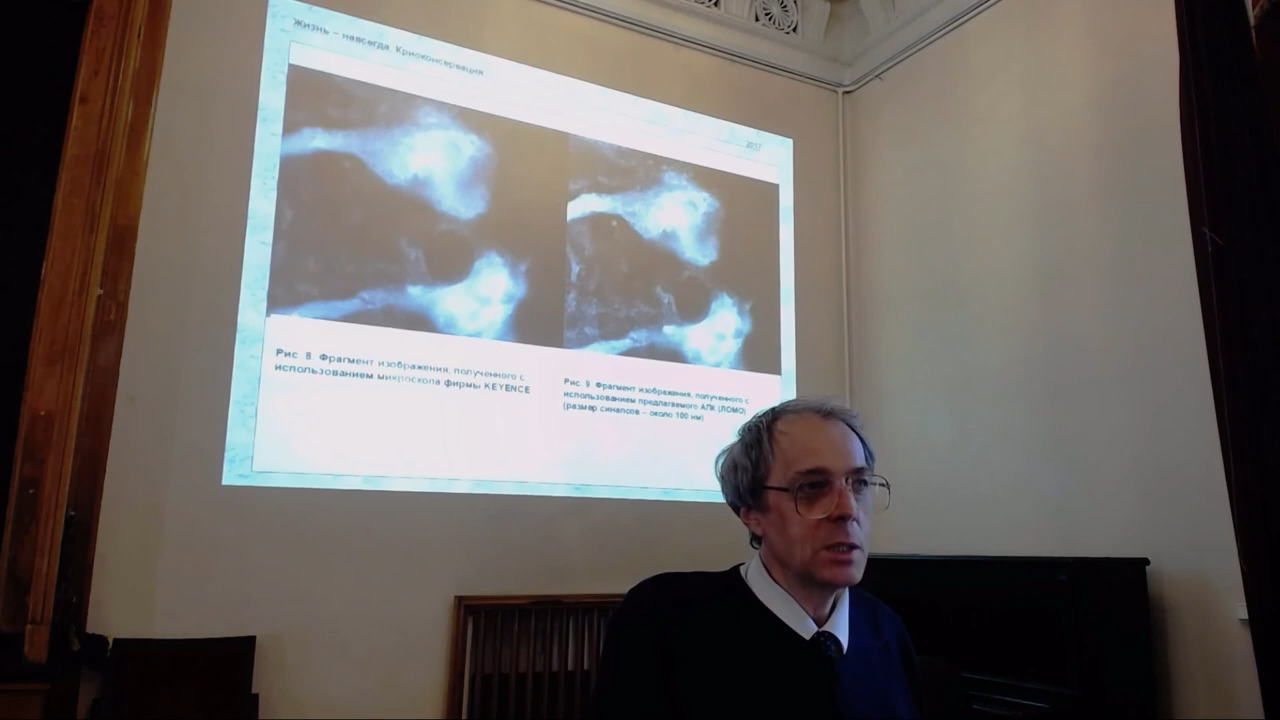 Жизнь – навсегда. Криоконсервация
2017
Рис. 8. Фрагмент изображения, полученного с
использованием микроскопа фирмы KEYENCE
Рис. 9. Фрагмент изображения, полученного с
использованием предлагаемого АПК (ЛОМО)
(размер синапсов – около 100 нм)